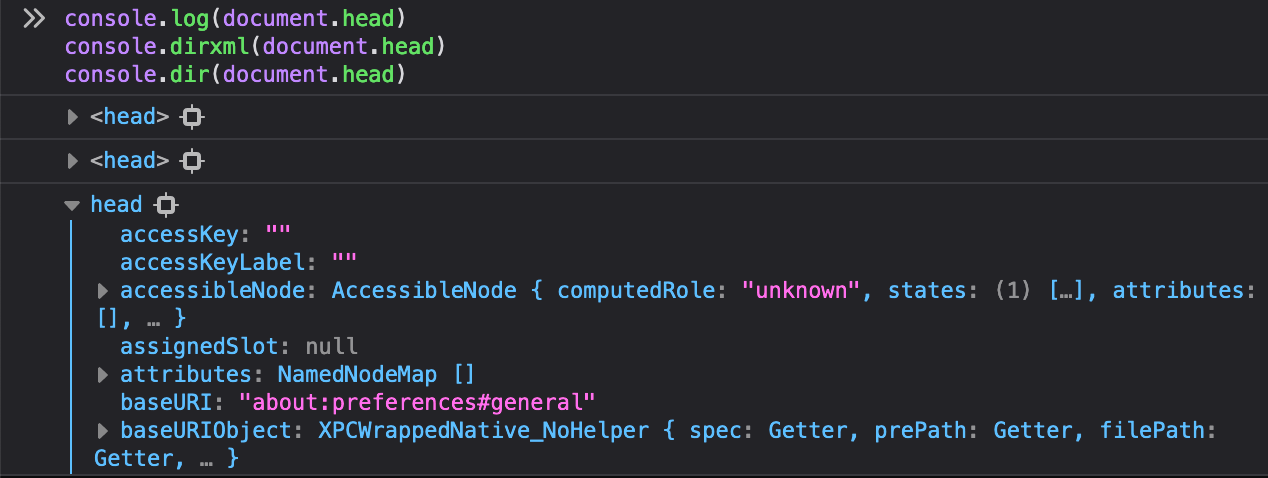 console.log(document.head)
console.dirxml(document.head)
console.dir(document.head)
<head>
<head>
head
accessKey: ""
accessKeyLabel: ""
accessibleNode: AccessibleNode { computedRole: "unknown", states: (1) […], attributes:
[], … }
assignedSlot: null
attributes: NamedNodeMap []
baseURI: "about:preferences#general"
baseURIObject: XPCWrappedNative_NoHelper { spec: Getter, prePath: Getter, filePath:
Getter, … }